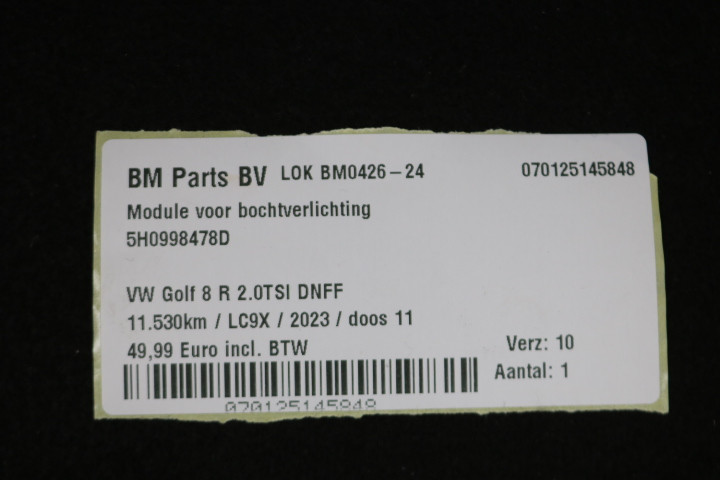 BM Parts BV LOK BM0426-24 070125145848
Module voor bochtverlichting
5H0998478D
VW Golf 8 R 2.0TSI DNFF
11.530km / LC9X / 2023 / doos 11
49,99 Euro incl. BTW Verz: 10
Aantal: 1
070125145848